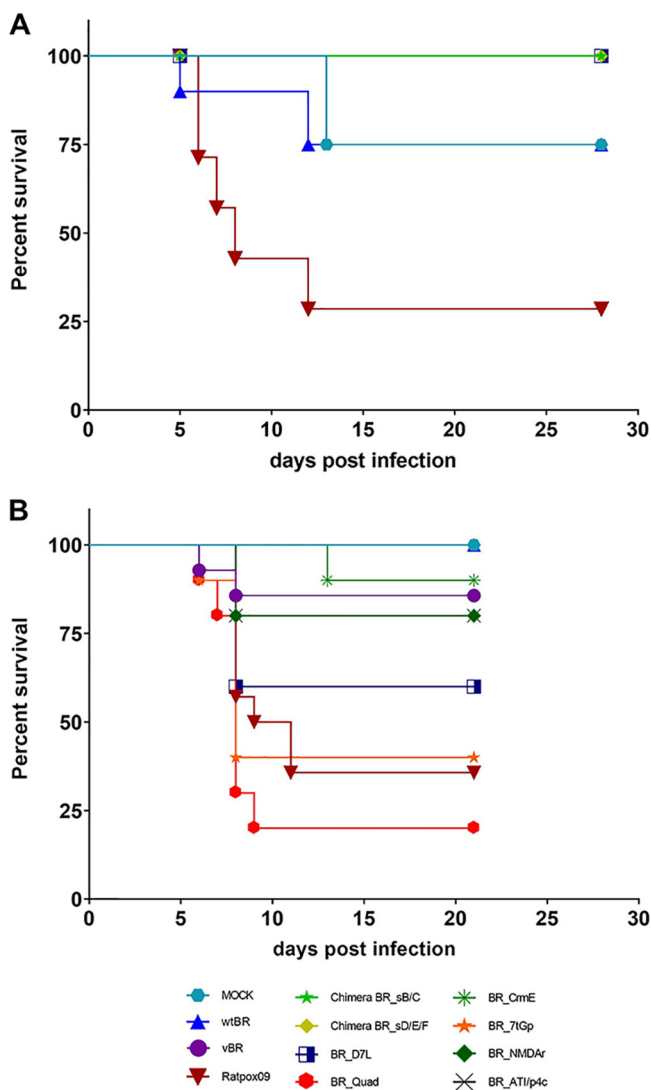 A
100
75
50
25
0
Percent survival
0 5 10 15 20 25 30
days post infection
B
100
75
50
25
0
Percent survival
0 5 10 15 20 25 30
days post infection
MOCK
wtBR
vBR
Ratpox09
Chimera BR_sB/C
Chimera BR_sD/E/F
BR_D7L
BR_Quad
BR_CrmE
BR_7tGp
BR_NMDAr
BR_ATI/p4c